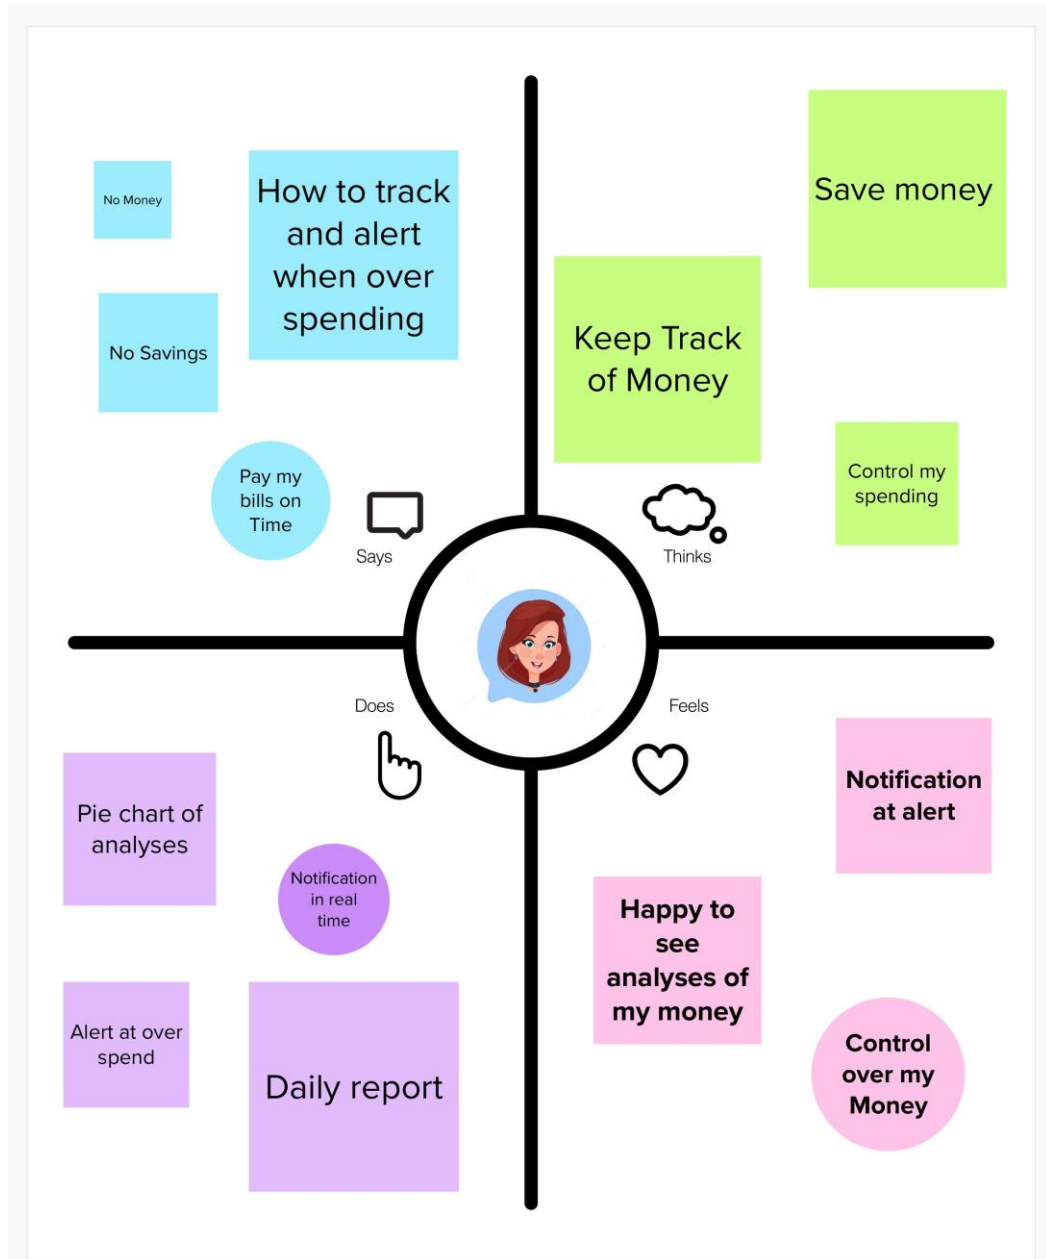 No Money
How to track
and alert
when over
spending
No Savings
Pay my
bills on
Time
Says
Save money
Keep Track
of Money
Control my
spending
Thinks
Does
Pie chart of
analyses
Notification
in real
time
Alert at over
spend
Daily report
Feels
Notification
at alert
Happy to
see
analyses of
my money
Control
over my
Money